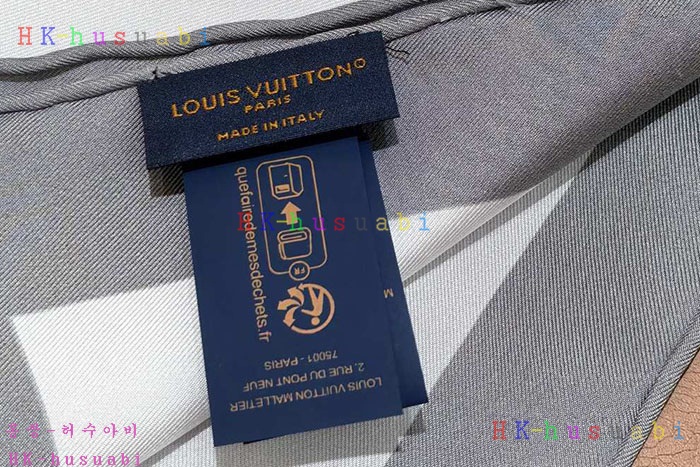 HK-husuabi
LOUIS VUITTON®
PARIS
MADE IN ITALY
quefairedemesdechets.fr
HK-husuabi
FR
M
LOUIS VUITTON MALLETIER
2. RUE DU PONT NEUF
75001 - PARIS
홍콩-허수아비
HK-husuabi
HK-husuabi